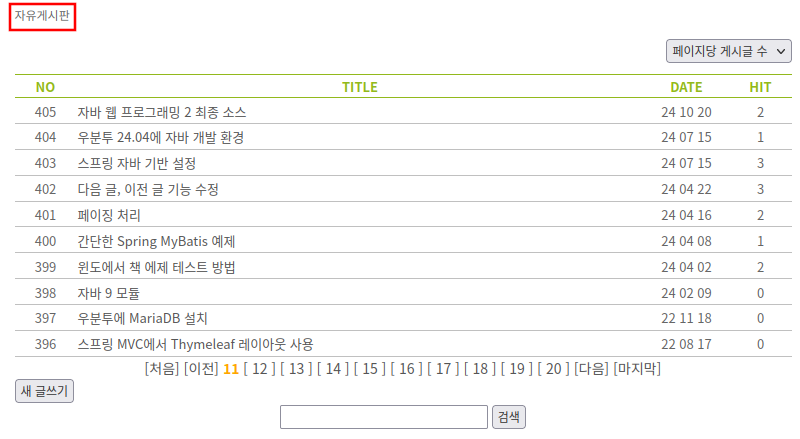 자유게시판
페이지당 게시글 수
NO TITLE DATE HIT
405 자바 웹 프로그래밍 2 최종 소스 24 10 20 2
404 우분투 24.04에 자바 개발 환경 24 07 15 1
403 스프링 자바 기반 설정 24 07 15 3
402 다음 글, 이전 글 기능 수정 24 04 22 3
401 페이징 처리 24 04 16 2
400 간단한 Spring MyBatis 예제 24 04 08 1
399 윈도에서 책 에제 테스트 방법 24 04 02 2
398 자바 9 모듈 24 02 09 0
397 우분투에 MariaDB 설치 22 11 18 0
396 스프링 MVC에서 Thymeleaf 레이아웃 사용 22 08 17 0
[처음] [이전] 11 [ 12 ] [ 13 ] [ 14 ] [ 15 ] [ 16 ] [ 17 ] [ 18 ] [ 19 ] [ 20 ] [다음] [마지막]
새 글쓰기
검색